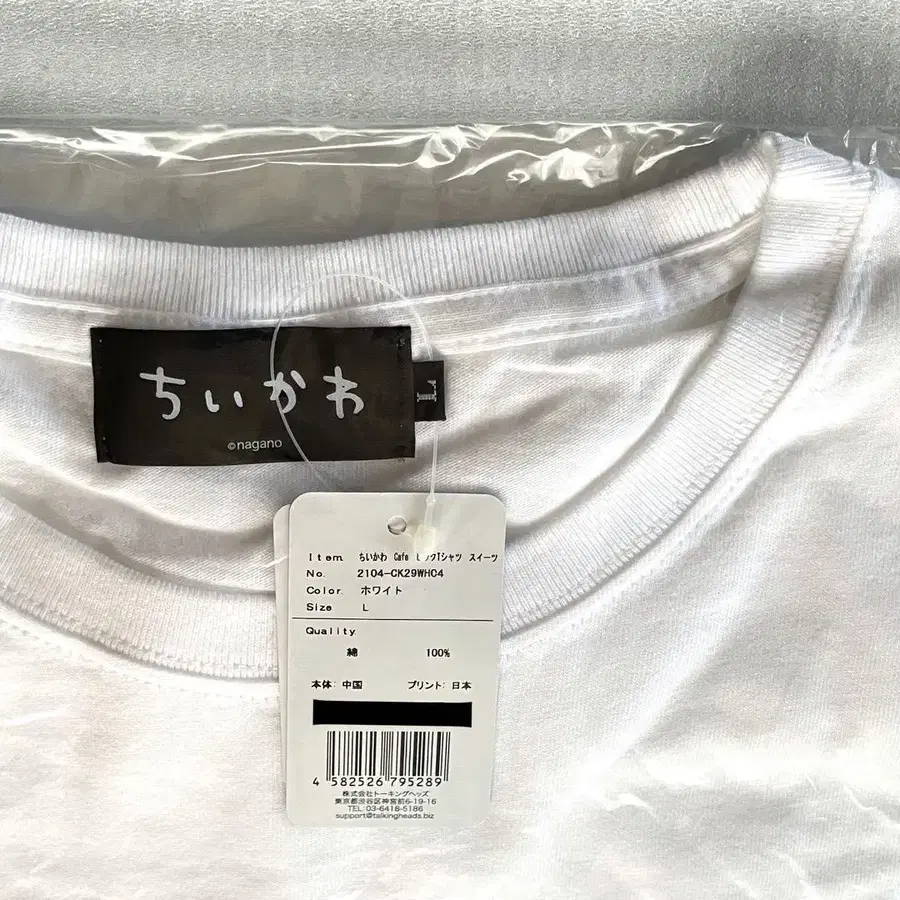 ちいかわ
©nagano
L
Item ちいかわ Cafe Tシャツ スイーツ
No. 2104-CK29WHC4
Color. ホワイト
Size L
Quality.
綿 100%
本体: 中国 プリント: 日本
4 582526 795289
株式会社トーキングヘッズ
東京都渋谷区神宮前6-19-16
TEL: 03-6418-5186
support@talkingheads.biz